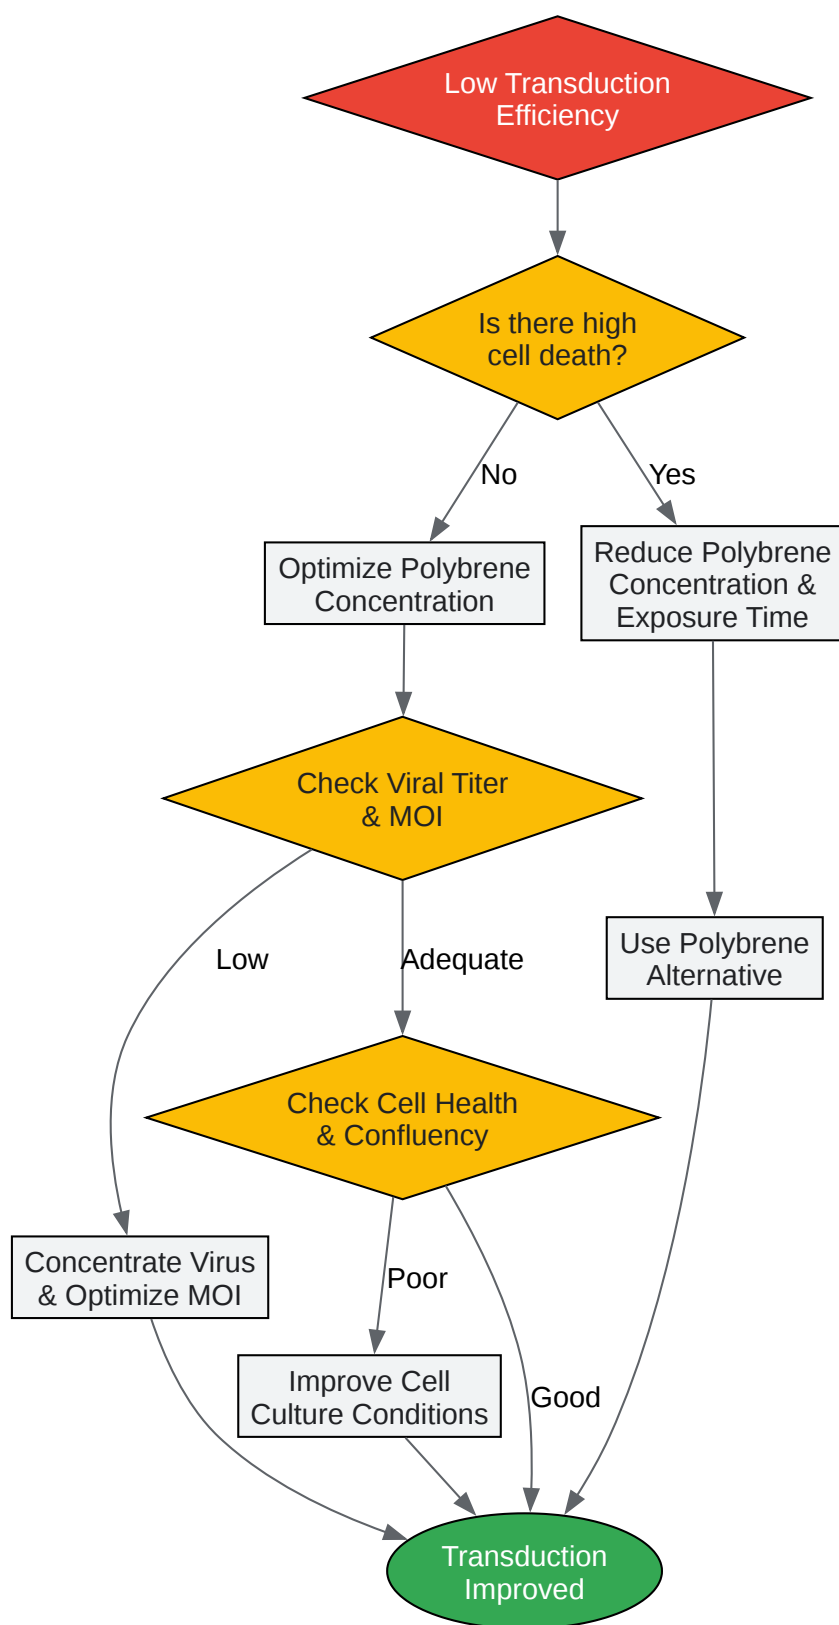 Low Transduction
Efficiency
Is there high
cell death?
No
Yes
Optimize Polybrene
Concentration
Reduce Polybrene
Concentration &
Exposure Time
Check Viral Titer
& MOI
Low
Adequate
Use Polybrene
Alternative
Check Cell Health
& Confluency
Concentrate Virus
& Optimize MOI
Poor
Improve Cell
Culture Conditions
Good
Transduction
Improved